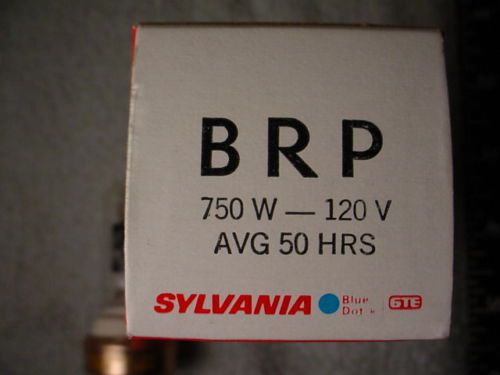 BRP
750 W — 120 V
AVG 50 HRS
SYLVANIA Blue Dot GTE